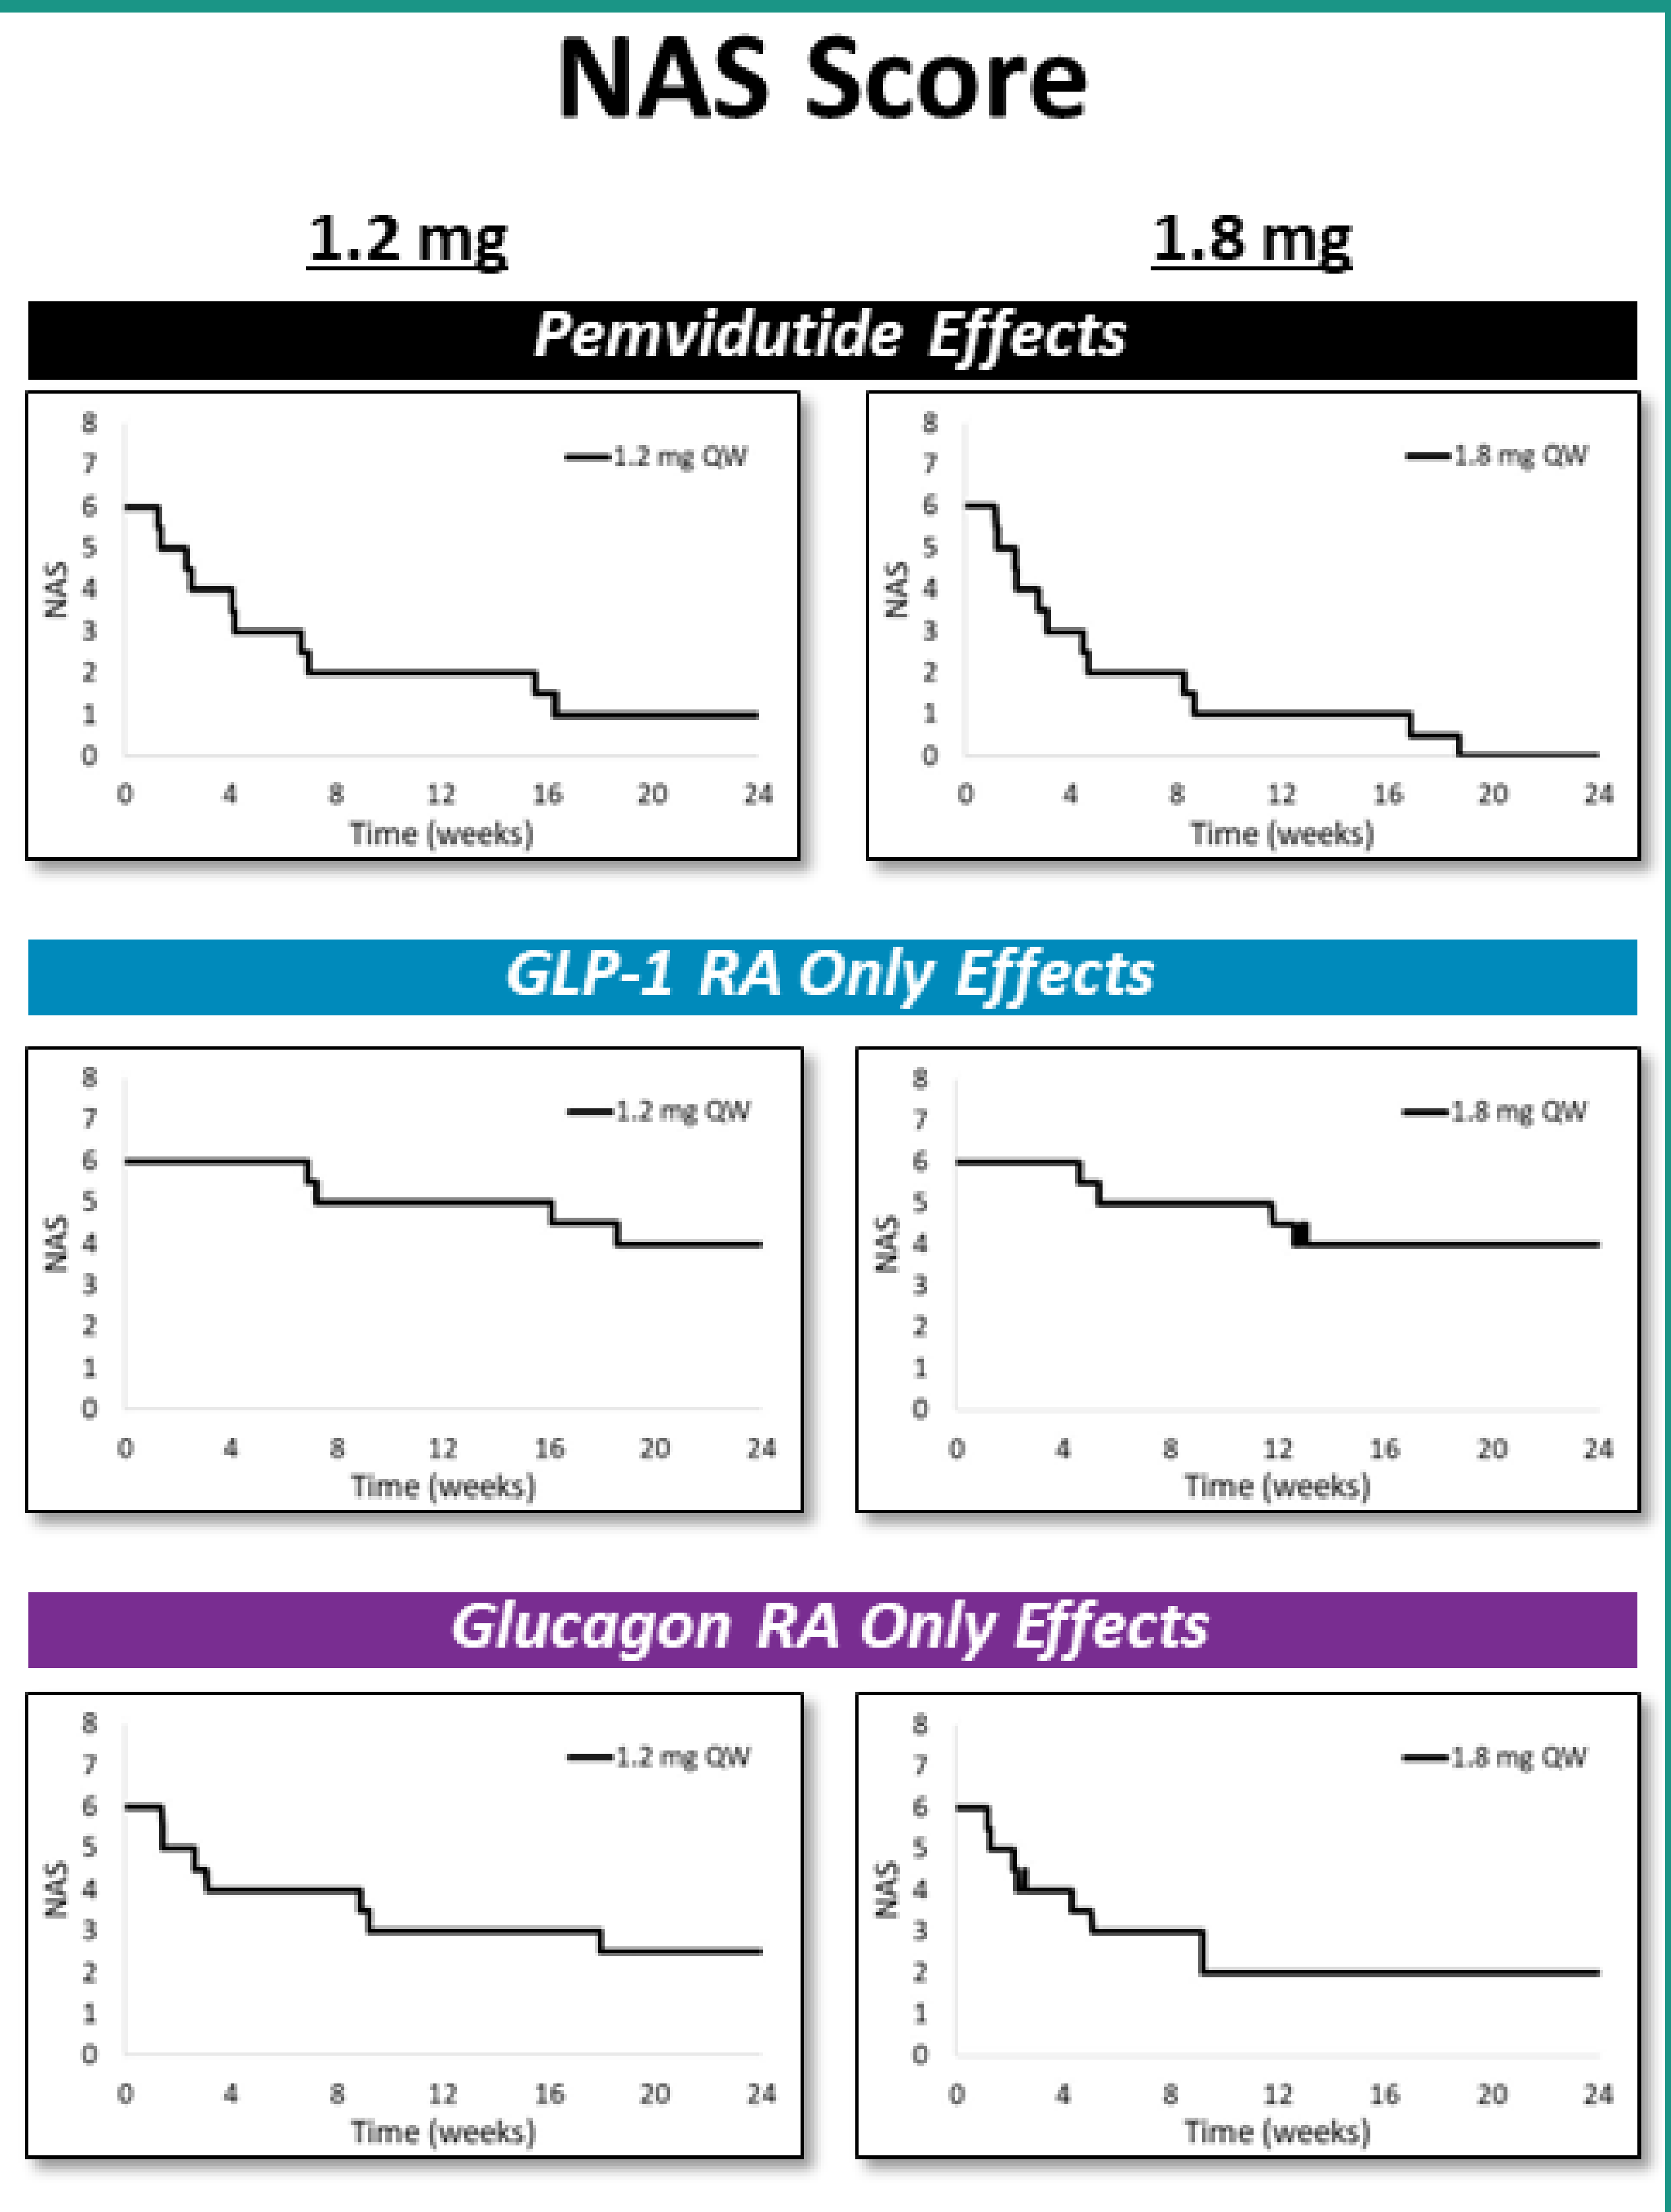 NAS Score
1.2 mg
1.8 mg
Pemvidutide Effects
8
7
6
5
4
3
2
1
0
NAS
1.2 mg QW
0 4 8 12 16 20 24
Time (weeks)
8
7
6
5
4
3
2
1
0
NAS
1.8 mg QW
0 4 8 12 16 20 24
Time (weeks)
GLP-1 RA Only Effects
8
7
6
5
4
3
2
1
0
NAS
1.2 mg QW
0 4 8 12 16 20 24
Time (weeks)
8
7
6
5
4
3
2
1
0
NAS
1.8 mg QW
0 4 8 12 16 20 24
Time (weeks)
Glucagon RA Only Effects
8
7
6
5
4
3
2
1
0
NAS
1.2 mg QW
0 4 8 12 16 20 24
Time (weeks)
8
7
6
5
4
3
2
1
0
NAS
1.8 mg QW
0 4 8 12 16 20 24
Time (weeks)